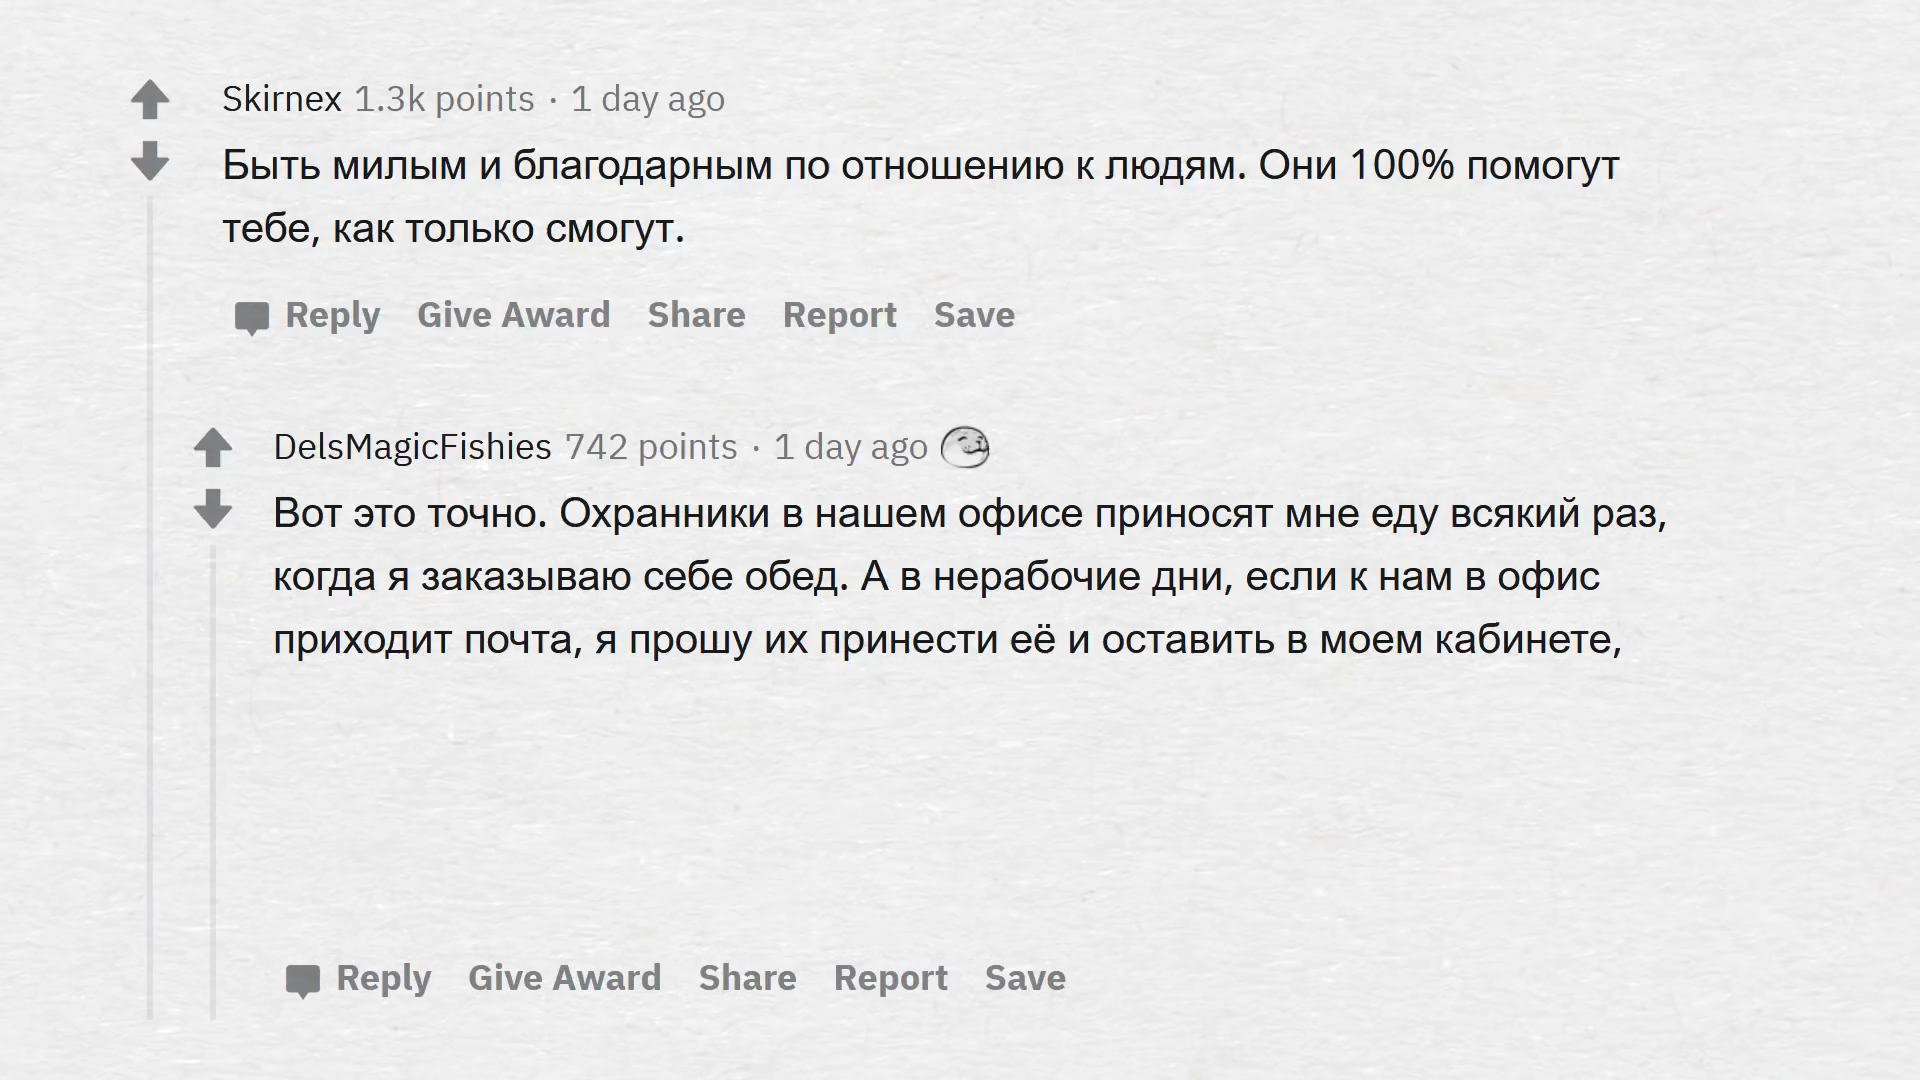 Skirnex 1.3k points · 1 day ago
Быть милым и благодарным по отношению к людям. Они 100% помогут
тебе, как только смогут.
Reply Give Award Share Report Save
DelsMagicFishies 742 points · 1 day ago
Вот это точно. Охранники в нашем офисе приносят мне еду всякий раз,
когда я заказываю себе обед. А в нерабочие дни, если к нам в офис
приходит почта, я прошу их принести её и оставить в моем кабинете,
Reply Give Award Share Report Save